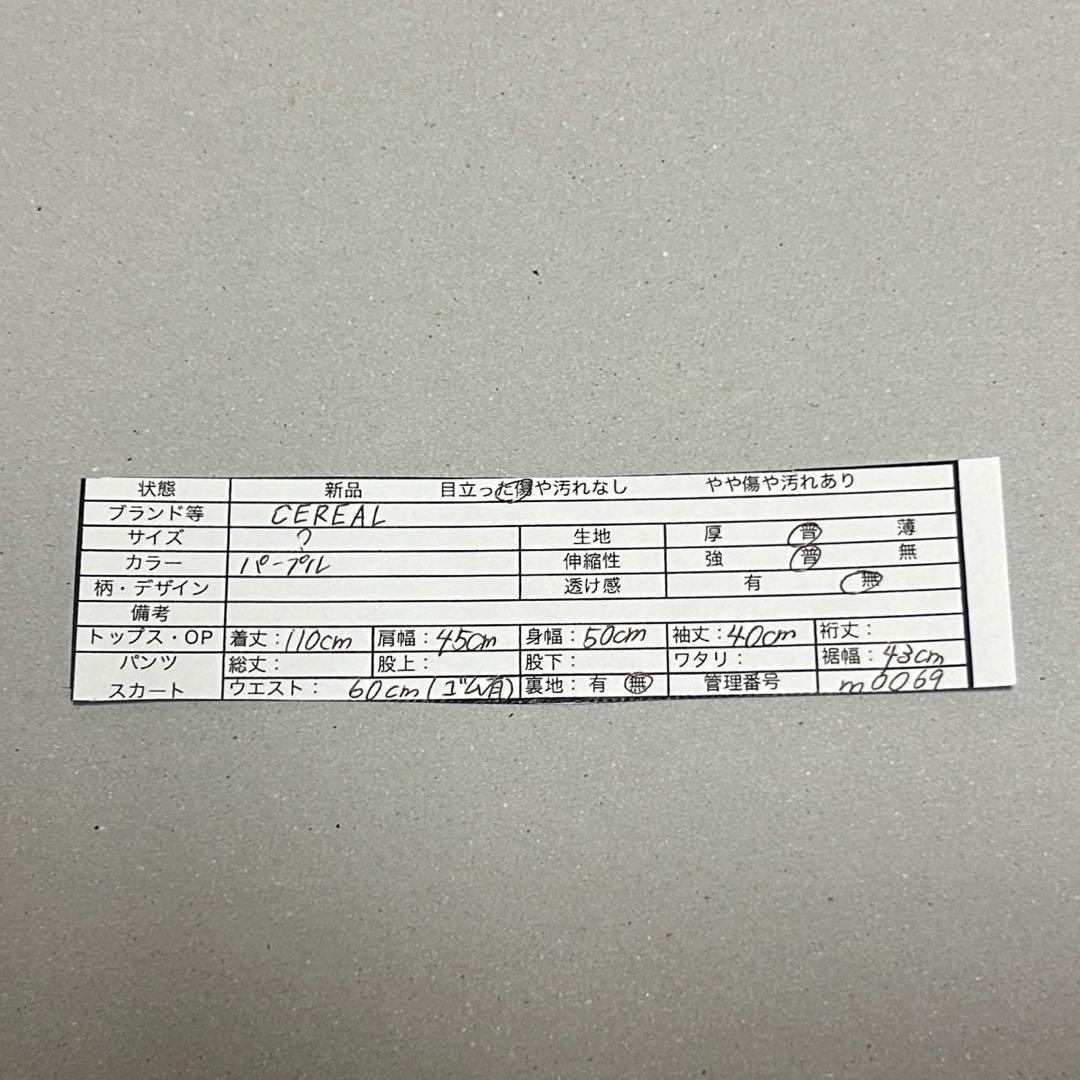 状態 新品 目立った傷や汚れなし やや傷や汚れあり
ブランド等 CEREAL
サイズ ? 生地 厚 普 薄
カラー パープル 伸縮性 強 普 無
柄・デザイン 透け感 有 無
備考
トップス・OP 着丈:110cm 肩幅:45cm 身幅:50cm 袖丈:40cm 裄丈:
パンツ 総丈: 股上: 股下: ワタリ: 裾幅:43cm
スカート ウエスト: 60cm(ゴム有) 裏地:有 無 管理番号 m0069